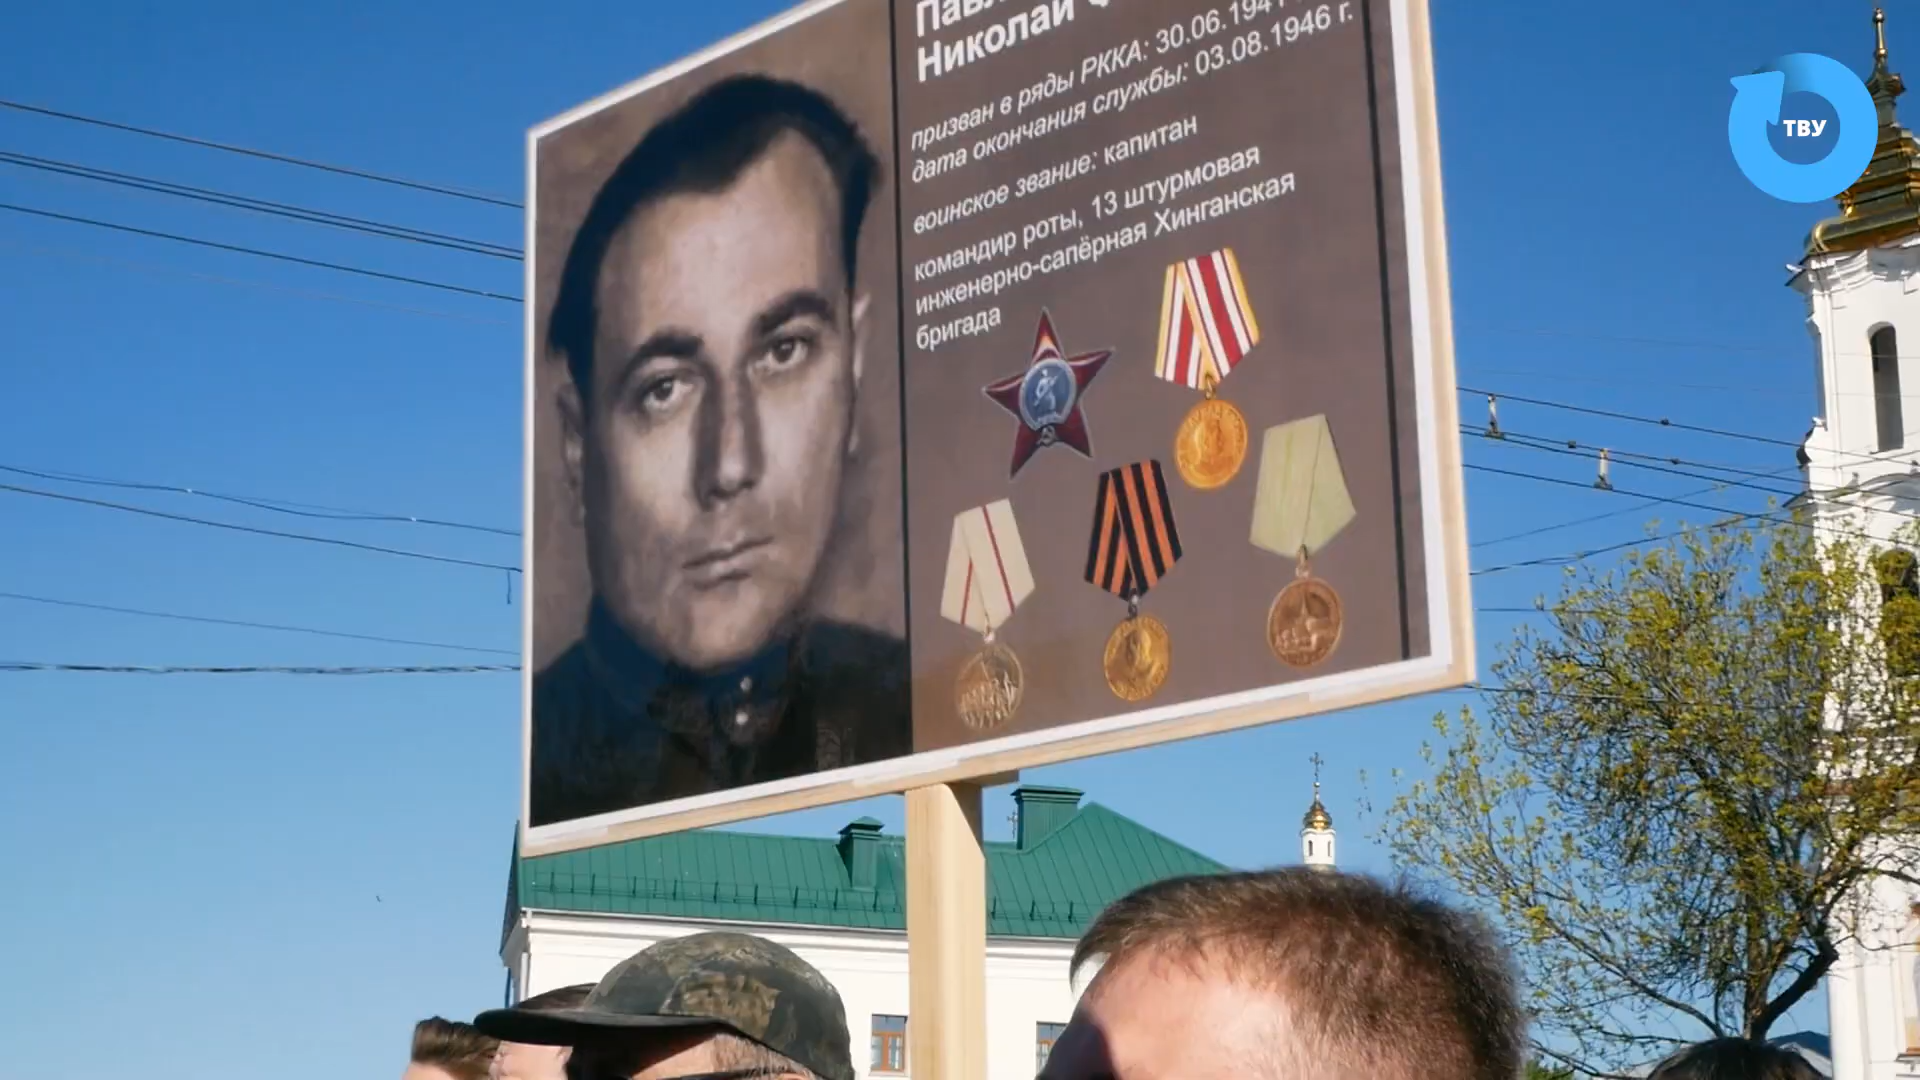 Николай
призван в ряды РККА: 30.06.1941
дата окончания службы: 03.08.1946 г.
воинское звание: капитан
командир роты, 13 штурмовая
инженерно-сапёрная Хинганская
бригада
ТВУ